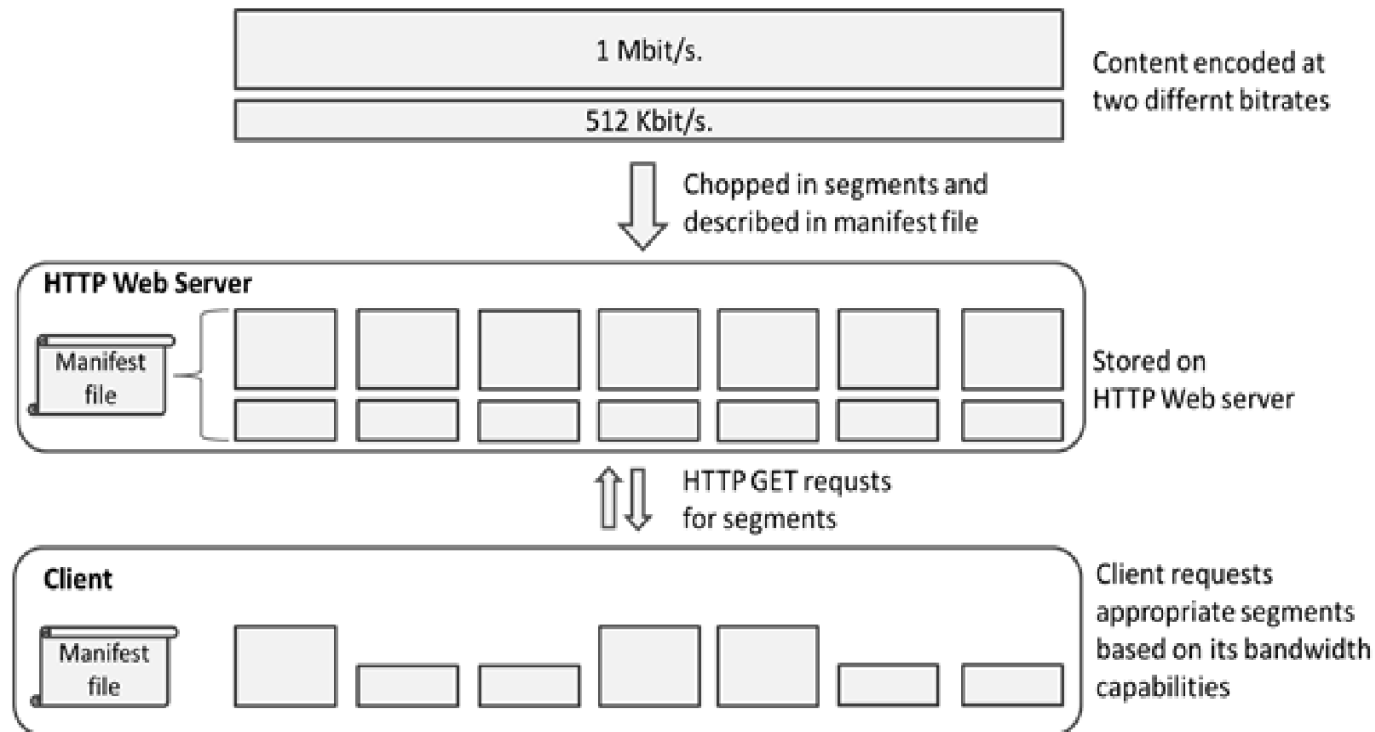 1 Mbit/s.
Content encoded at
two differnt bitrates
512 Kbit/s.
Chopped in segments and
described in manifest file
HTTP Web Server
Manifest
file
Stored on
HTTP Web server
HTTP GET requsts
for segments
Client
Manifest
file
Client requests
appropriate segments
based on its bandwidth
capabilities